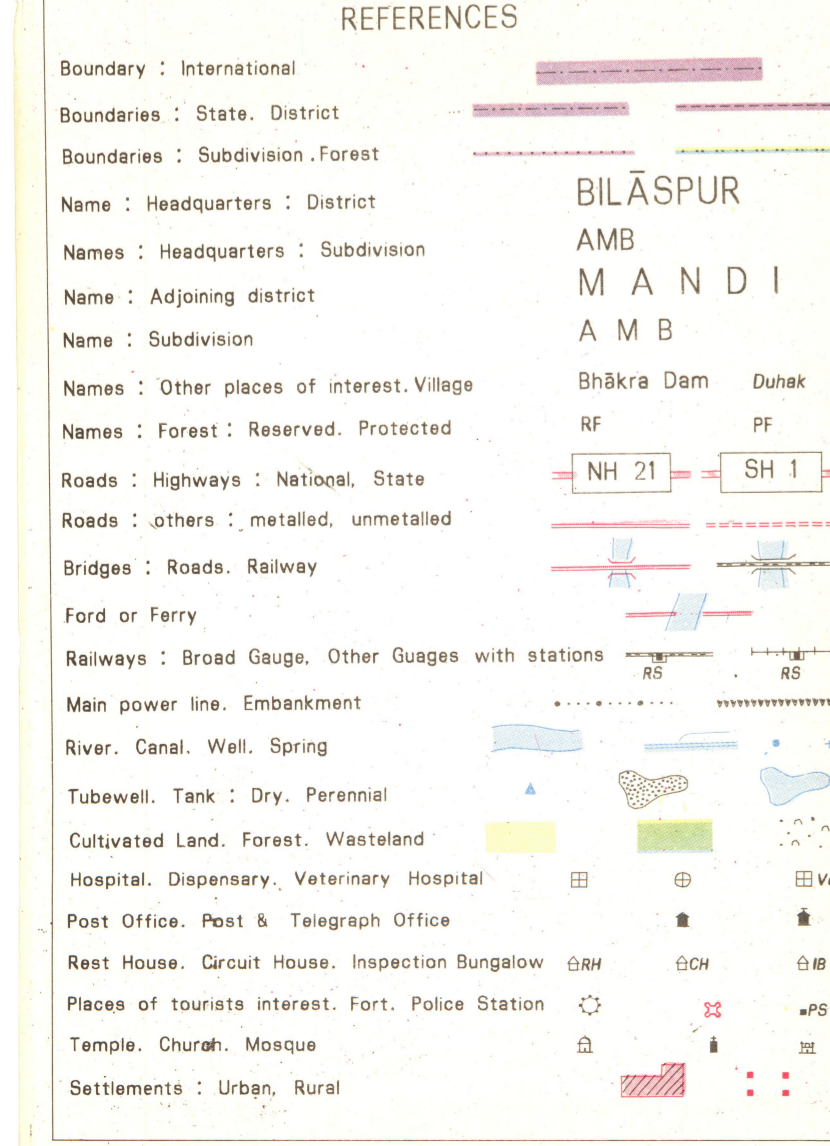 REFERENCES
Boundary : International
Boundaries : State. District
Boundaries : Subdivision . Forest
Name : Headquarters : District BILĀSPUR
Names : Headquarters : Subdivision AMB
Name : Adjoining district MANDI
Name : Subdivision AMB
Names : Other places of interest. Village Bhākra Dam Duhak
Names : Forest : Reserved. Protected RF PF
Roads : Highways : National, State NH 21 SH 1
Roads : others : metalled, unmetalled
Bridges : Roads. Railway
Ford or Ferry
Railways : Broad Gauge, Other Guages with stations RS RS
Main power line. Embankment
River. Canal. Well. Spring
Tubewell. Tank : Dry. Perennial
Cultivated Land. Forest. Wasteland
Hospital. Dispensary. Veterinary Hospital
Post Office. Post & Telegraph Office
Rest House. Circuit House. Inspection Bungalow RH CH IB
Places of tourists interest. Fort. Police Station PS
Temple. Church. Mosque
Settlements : Urban, Rural